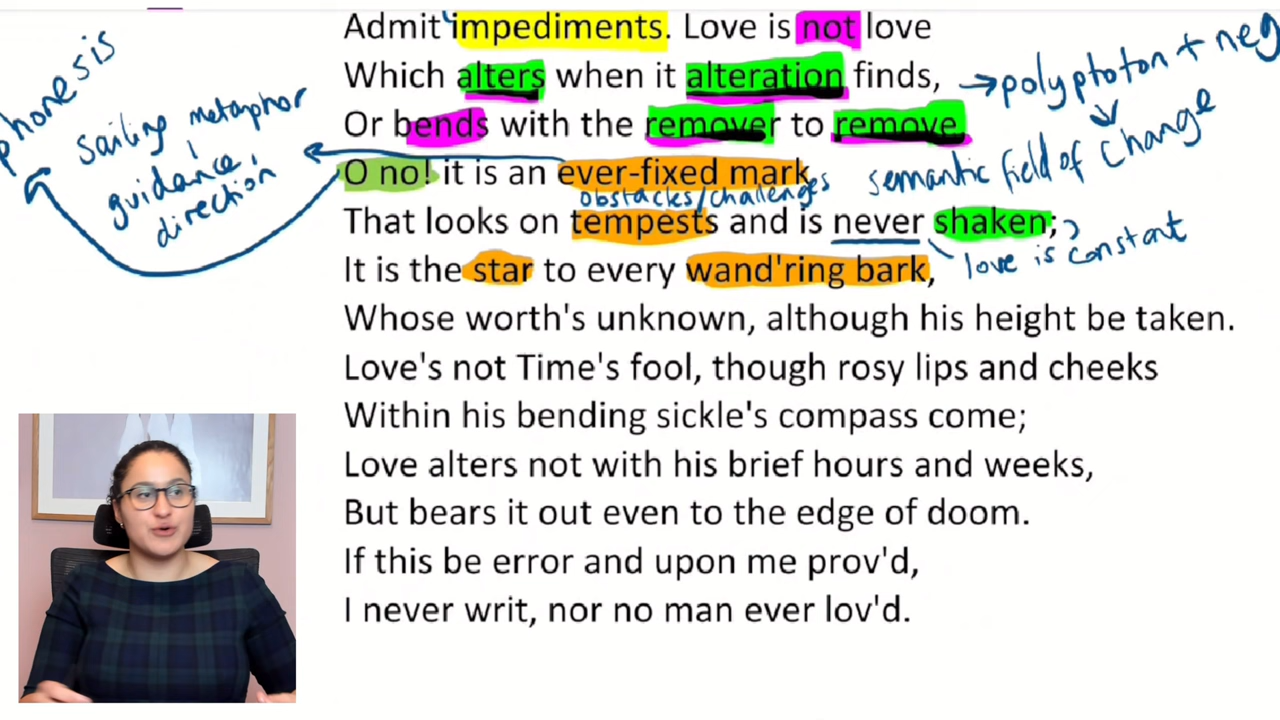 Admit impediments. Love is not love
Which alters when it alteration finds,
→polyptoton + neg
Or bends with the remover to remove.
semantic field of change
phonesis
sailing metaphor
guidance,
direction
O no! it is an ever-fixed mark
obstacles/challenges
That looks on tempests and is never shaken;
love is constant
It is the star to every wand'ring bark,
Whose worth's unknown, although his height be taken.
Love's not Time's fool, though rosy lips and cheeks
Within his bending sickle's compass come;
Love alters not with his brief hours and weeks,
But bears it out even to the edge of doom.
If this be error and upon me prov'd,
I never writ, nor no man ever lov'd.